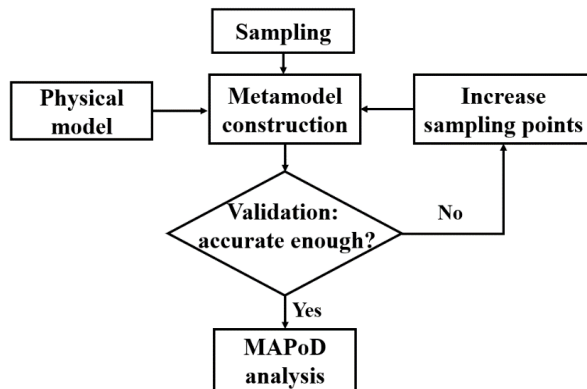 Sampling
Physical
model
Metamodel
construction
Increase
sampling points
Validation:
accurate enough?
No
Yes
MAPoD
analysis